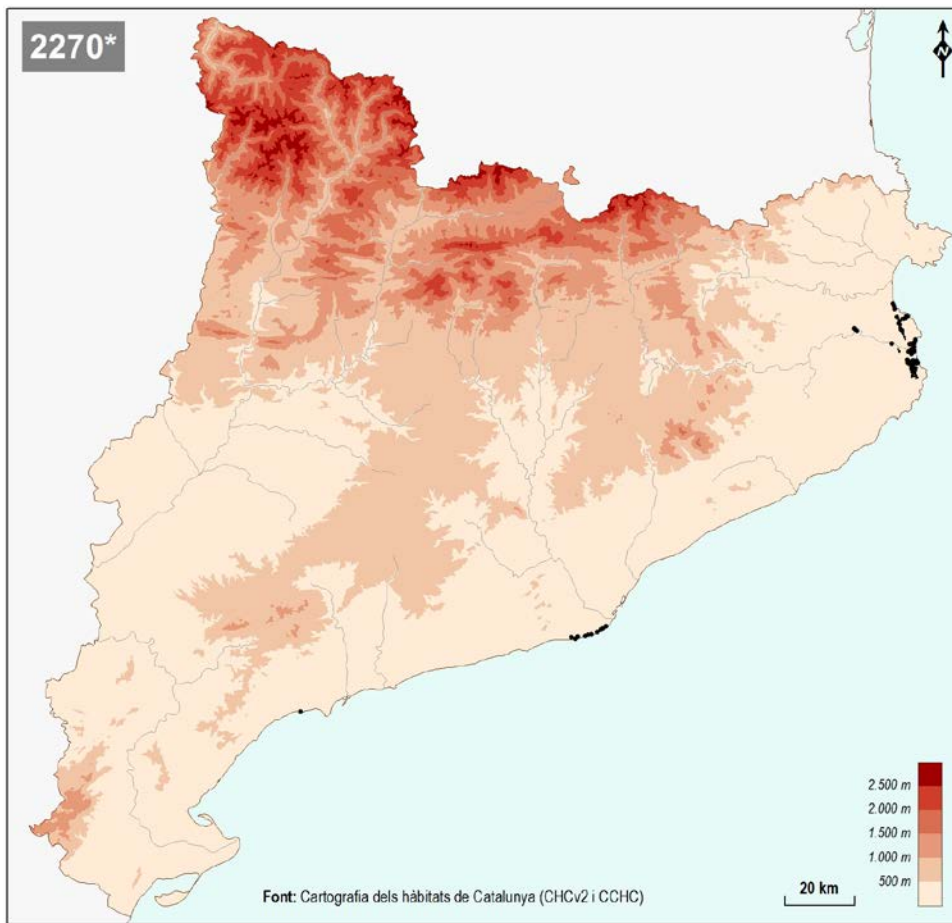 2270*
N
2.500 m
2.000 m
1.500 m
1.000 m
500 m
20 km
Font: Cartografia dels hàbitats de Catalunya (CHCv2 i CCHC)